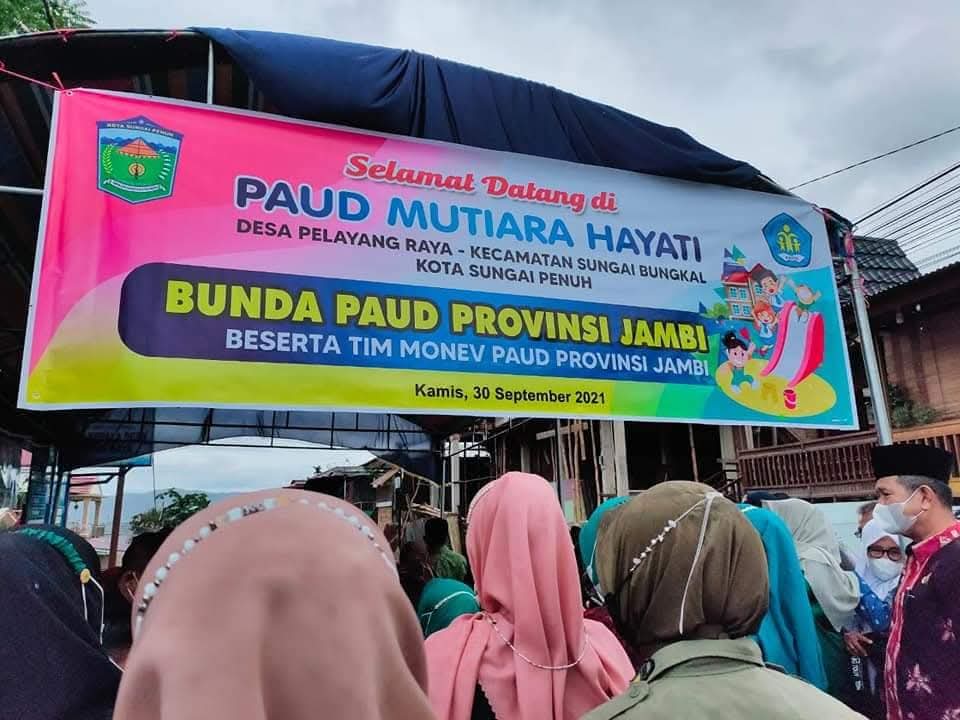 KOTA SUNGAI PENUH
Selamat Datang di
PAUD MUTIARA HAYATI
DESA PELAYANG RAYA - KECAMATAN SUNGAI BUNGKAL
KOTA SUNGAI PENUH
BUNDA PAUD PROVINSI JAMBI
BESERTA TIM MONEV PAUD PROVINSI JAMBI
Kamis, 30 September 2021